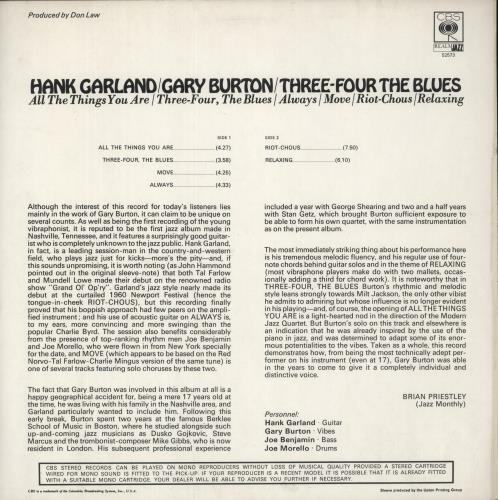 Produced by Don Law
CBS
REALM JAZZ
52573
HANK GARLAND/GARY BURTON/THREE-FOUR THE BLUES
All The Things You Are/Three-Four, The Blues/Always/Move/Riot-Chous/Relaxing
SIDE 1
ALL THE THINGS YOU ARE (4.27)
THREE-FOUR, THE BLUES (3.58)
MOVE (4.25)
ALWAYS (4.33)
SIDE 2
RIOT-CHOUS (7.50)
RELAXING (6.10)
Although the interest of this record for today's listeners lies
mainly in the work of Gary Burton, it can claim to be unique on
several counts. As well as being the first recording of the young
vibraphonist, it is reputed to be the first jazz album made in
Nashville, Tennessee, and it features a surprisingly good guitar-
ist who is completely unknown to the jazz public. Hank Garland,
in fact, is a leading session-man in the country-and-western
field, who plays jazz just for kicks—more's the pity—and, if
this sounds unpromising, it is worth noting (as John Hammond
pointed out in the original sleeve-note) that both Tal Farlow
and Mundell Lowe made their debut on the renowned radio
show "Grand Ol' Op'ry". Garland's jazz style nearly made its
debut at the curtailed 1960 Newport Festival (hence the
tongue-in-cheek RIOT-CHOUS), but this recording finally
proved that his boppish approach had few peers on the ampli-
fied instrument; and his use of acoustic guitar on ALWAYS is,
to my ears, more convincing and more swinging than the
popular Charlie Byrd. The session also benefits considerably
from the presence of top-ranking rhythm men Joe Benjamin
and Joe Morello, who were flown in from New York specially
for the date, and MOVE (which appears to be based on the Red
Norvo-Tal Farlow-Charlie Mingus version of the same tune) is
one of several tracks featuring solo choruses by these two.
The fact that Gary Burton was involved in this album at all is a
happy geographical accident for, being a mere 17 years old at
the time, he was living with his family in the Nashville area, and
Garland particularly wanted to include him. Following this
early break, Burton spent two years at the famous Berklee
School of Music in Boston, where he studied alongside such
up-and-coming jazz musicians as Dusko Gojkovic, Steve
Marcus and the trombonist-composer Mike Gibbs, who is now
resident in London. His subsequent professional experience
included a year with George Shearing and two and a half years
with Stan Getz, which brought Burton sufficient exposure to
be able to form his own quartet, with the same instrumentation
as on the present album.
The most immediately striking thing about his performance here
is his tremendous melodic fluency, and his regular use of four-
note chords behind guitar solos and in the theme of RELAXING
(most vibraphone players make do with two mallets, occasi-
onally adding a third for chord work). It is noteworthy that in
THREE-FOUR, THE BLUES Burton's rhythmic and melodic
style leans strongly towards Milt Jackson, the only other vibist
he admits to admiring but whose influence is no longer evident
in his playing—and, of course, the opening of ALL THE THINGS
YOU ARE is a light-hearted nod in the direction of the Modern
Jazz Quartet. But Burton's solo on this track and elsewhere is
an indication that he was already inspired by the use of the
piano in jazz, and was determined to adapt some of its enor-
mous potentialities to the vibes. Taken as a whole, this record
demonstrates how, from being the most technically adept per-
former on his instrument (even at 17), Gary Burton was able
in the years to come to give it a completely individual and
distinctive voice.
BRIAN PRIESTLEY
(Jazz Monthly)
Personnel:
Hank Garland · Guitar
Gary Burton · Vibes
Joe Benjamin · Bass
Joe Morello · Drums
CBS STEREO RECORDS CAN BE PLAYED ON MONO REPRODUCERS WITHOUT LOSS OF MUSICAL QUALITY PROVIDED A STEREO CARTRIDGE
WIRED FOR MONO SOUND IS FITTED TO THE PICK-UP. IF YOUR REPRODUCER IS A RECENT MODEL IT IS POSSIBLE THAT IT IS ALREADY FITTED
WITH A SUITABLE CARTRIDGE. YOUR DEALER WILL BE ABLE TO ADVISE YOU FURTHER IF NECESSARY.
CBS is a trademark of the Columbia Broadcasting System, Inc., U.S.A.
Sleeve produced by the Upton Printing Group